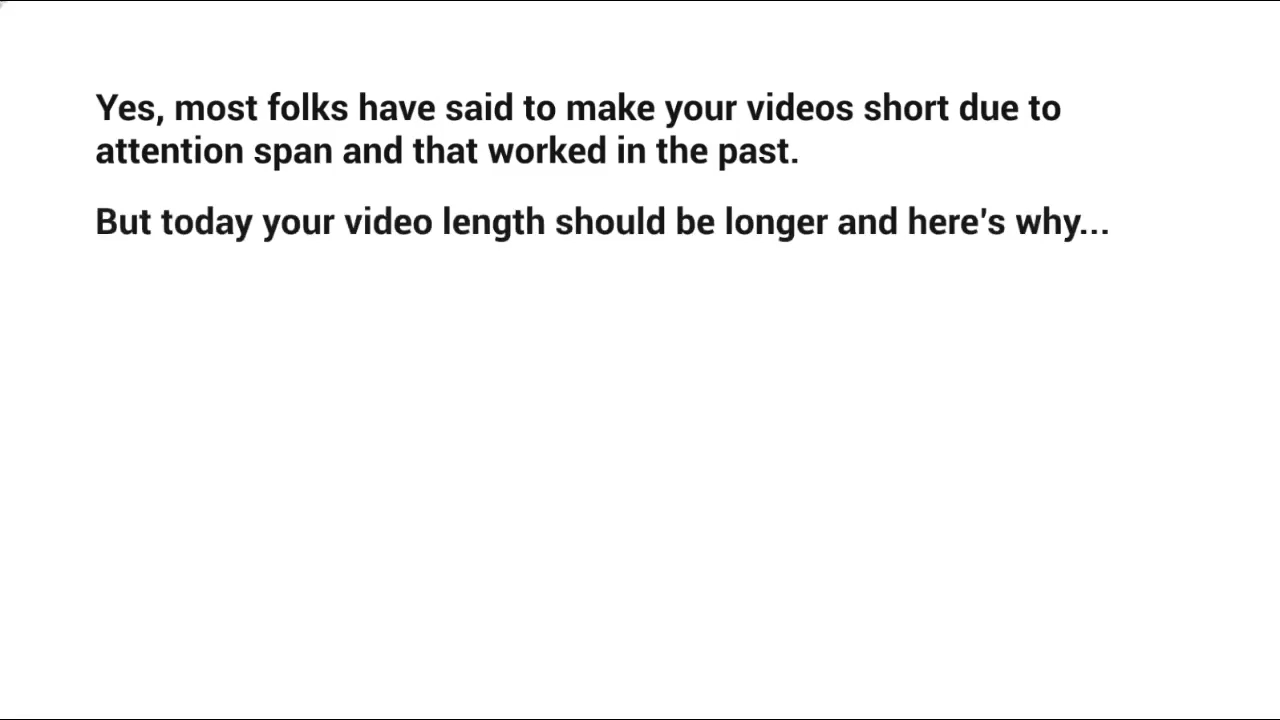 Yes, most folks have said to make your videos short due to
attention span and that worked in the past.
But today your video length should be longer and here's why...